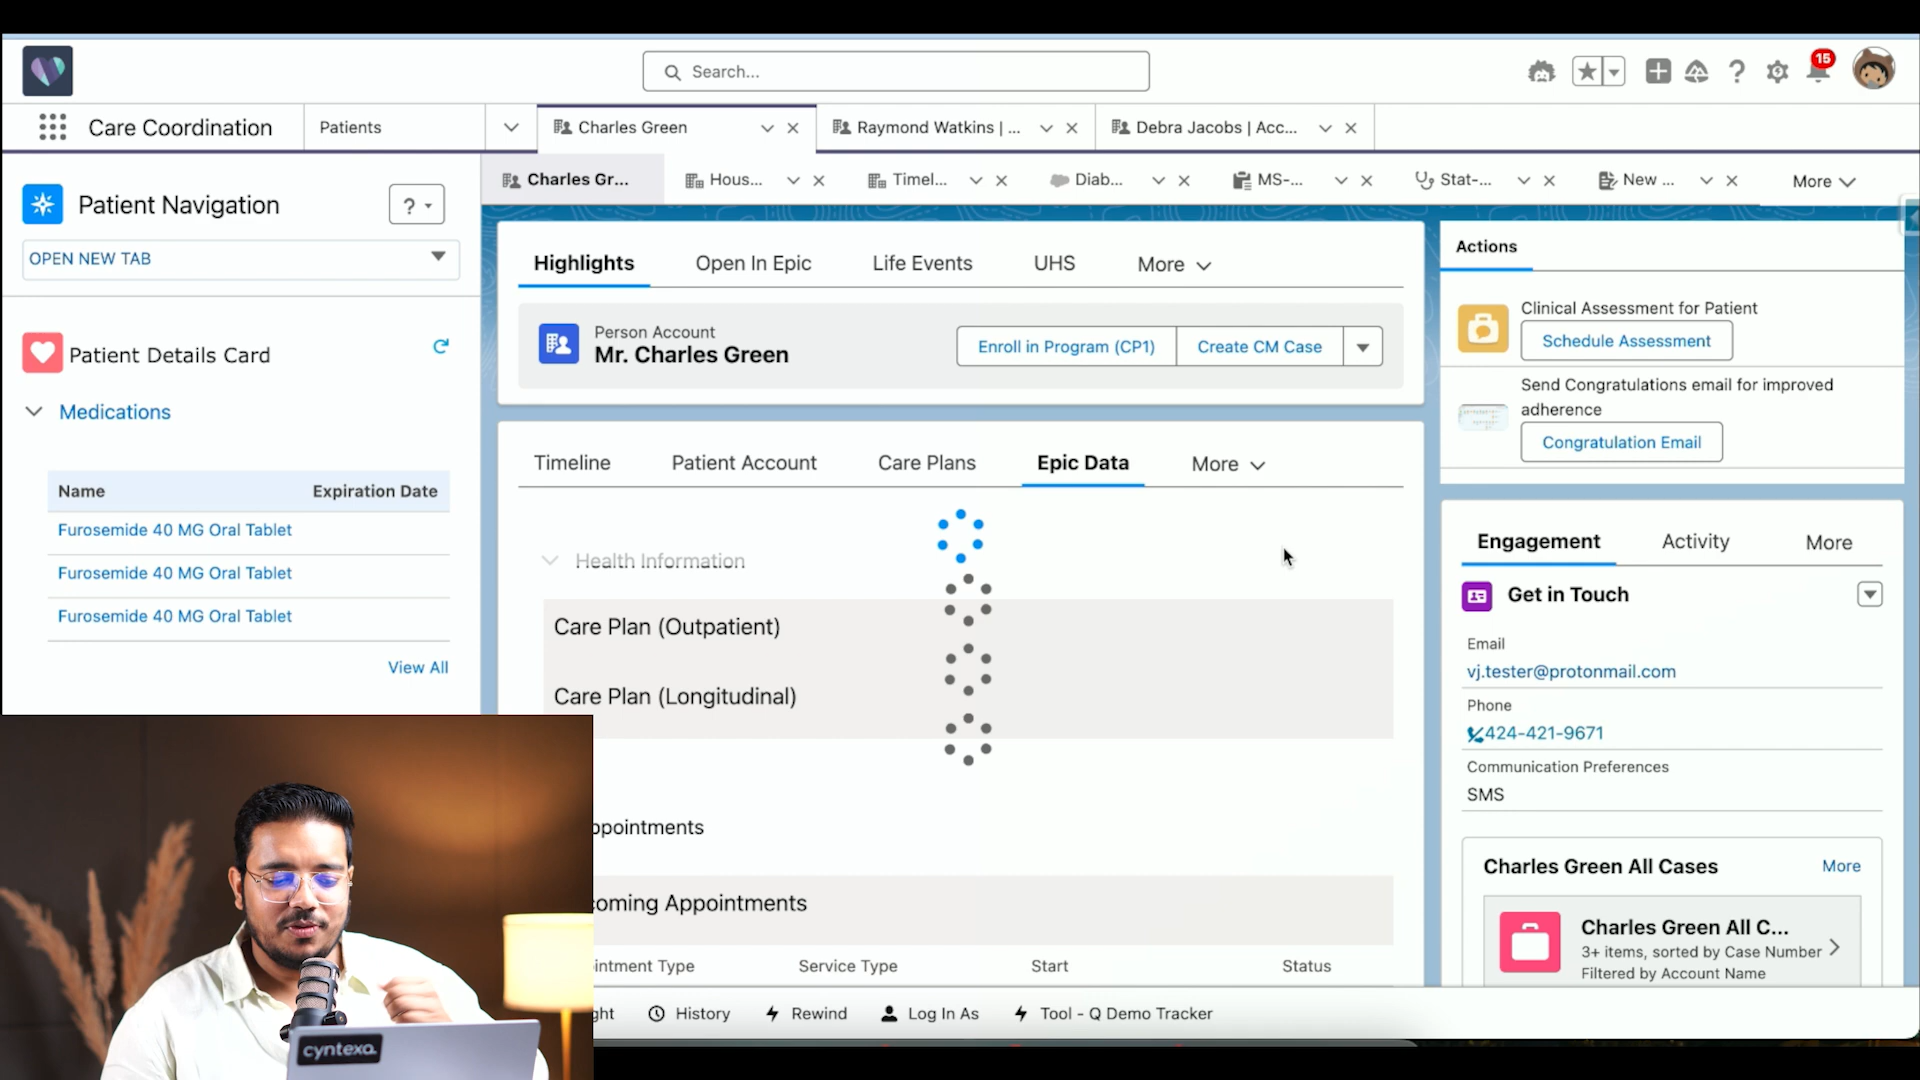 Search...
15
Care Coordination
Patients
Charles Green
Raymond Watkins | ...
Debra Jacobs | Acc...
Charles Gr...
Hous...
Timel...
Diab...
MS-...
Stat-...
New ...
More
Patient Navigation
?
OPEN NEW TAB
Patient Details Card
Medications
Name
Expiration Date
Furosemide 40 MG Oral Tablet
Furosemide 40 MG Oral Tablet
Furosemide 40 MG Oral Tablet
View All
Highlights
Open In Epic
Life Events
UHS
More
Person Account
Mr. Charles Green
Enroll in Program (CP1)
Create CM Case
Timeline
Patient Account
Care Plans
Epic Data
More
Health Information
Care Plan (Outpatient)
Care Plan (Longitudinal)
ppointments
coming Appointments
intment Type
Service Type
Start
Status
Actions
Clinical Assessment for Patient
Schedule Assessment
Send Congratulations email for improved
adherence
Congratulation Email
Engagement
Activity
More
Get in Touch
Email
vj.tester@protonmail.com
Phone
424-421-9671
Communication Preferences
SMS
Charles Green All Cases
More
Charles Green All C...
3+ items, sorted by Case Number
Filtered by Account Name
ght
History
Rewind
Log In As
Tool - Q Demo Tracker
cyntexa.